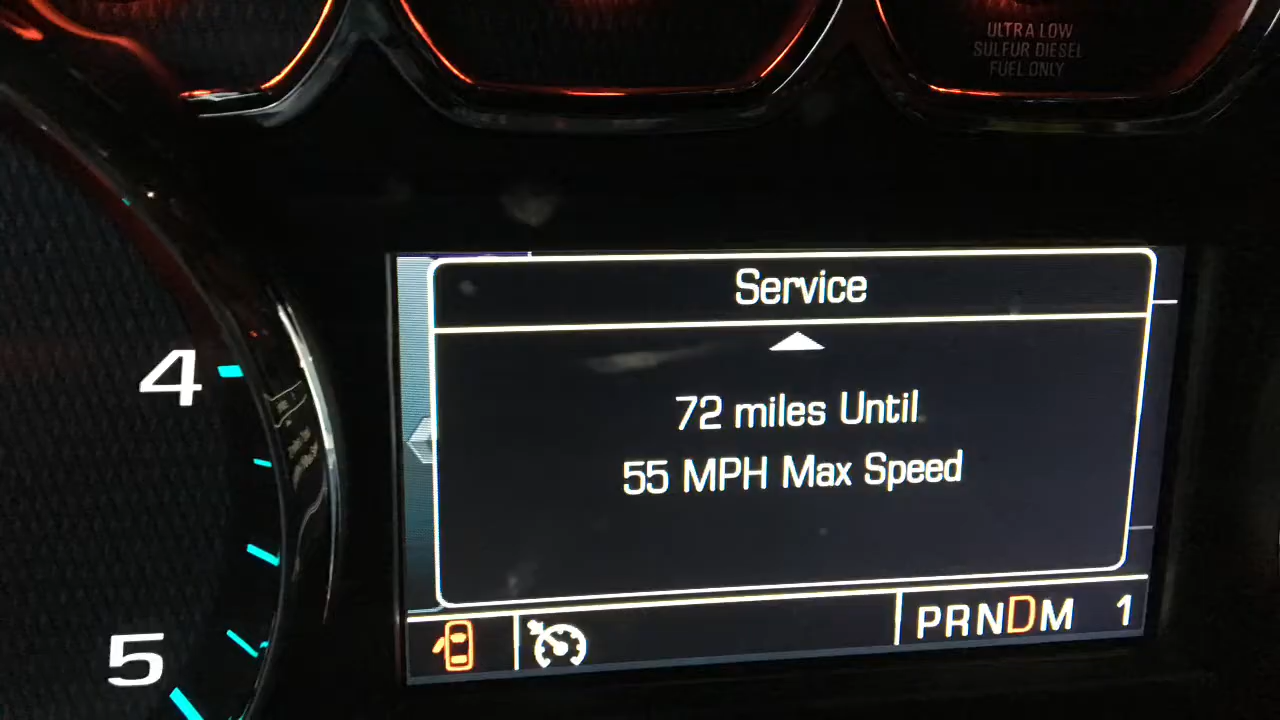 ULTRA LOW
SULFUR DIESEL
FUEL ONLY
Service
72 miles Until
55 MPH Max Speed
4
5
PRNDM 1